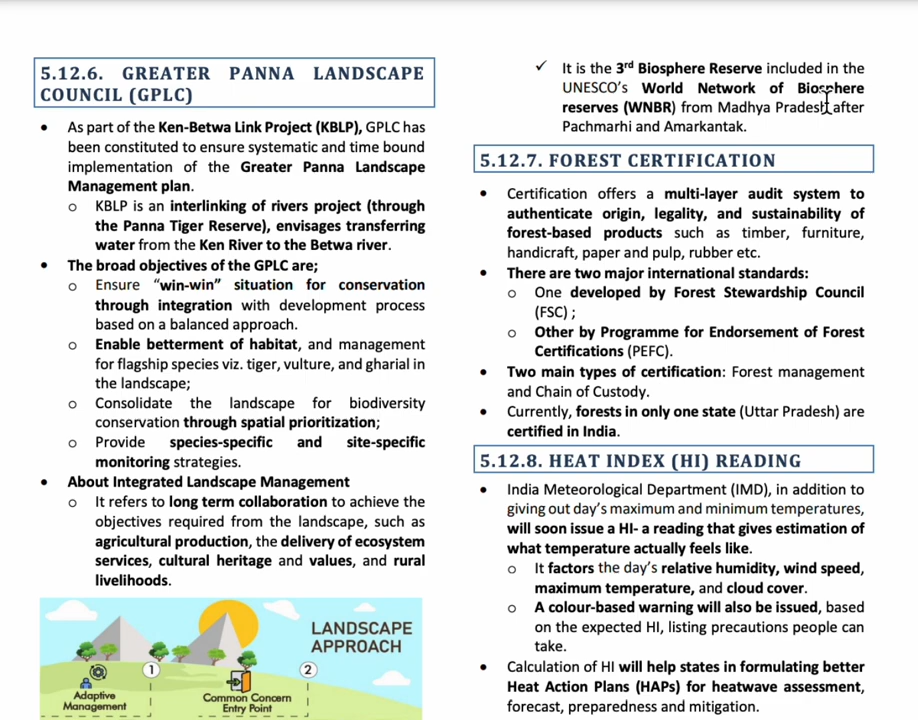 5.12.6. GREATER PANNA LANDSCAPE
COUNCIL (GPLC)
• As part of the Ken-Betwa Link Project (KBLP), GPLC has
been constituted to ensure systematic and time bound
implementation of the Greater Panna Landscape
Management plan.
o KBLP is an interlinking of rivers project (through
the Panna Tiger Reserve), envisages transferring
water from the Ken River to the Betwa river.
• The broad objectives of the GPLC are;
o Ensure “win-win” situation for conservation
through integration with development process
based on a balanced approach.
o Enable betterment of habitat, and management
for flagship species viz. tiger, vulture, and gharial in
the landscape;
o Consolidate the landscape for biodiversity
conservation through spatial prioritization;
o Provide species-specific and site-specific
monitoring strategies.
• About Integrated Landscape Management
o It refers to long term collaboration to achieve the
objectives required from the landscape, such as
agricultural production, the delivery of ecosystem
services, cultural heritage and values, and rural
livelihoods.
LANDSCAPE
APPROACH
1
2
Adaptive
Management
Common Concern
Entry Point
✓ It is the 3rd Biosphere Reserve included in the
UNESCO’s World Network of Biosphere
reserves (WNBR) from Madhya Pradesh after
Pachmarhi and Amarkantak.
5.12.7. FOREST CERTIFICATION
• Certification offers a multi-layer audit system to
authenticate origin, legality, and sustainability of
forest-based products such as timber, furniture,
handicraft, paper and pulp, rubber etc.
• There are two major international standards:
o One developed by Forest Stewardship Council
(FSC) ;
o Other by Programme for Endorsement of Forest
Certifications (PEFC).
• Two main types of certification: Forest management
and Chain of Custody.
• Currently, forests in only one state (Uttar Pradesh) are
certified in India.
5.12.8. HEAT INDEX (HI) READING
• India Meteorological Department (IMD), in addition to
giving out day’s maximum and minimum temperatures,
will soon issue a HI- a reading that gives estimation of
what temperature actually feels like.
o It factors the day’s relative humidity, wind speed,
maximum temperature, and cloud cover.
o A colour-based warning will also be issued, based
on the expected HI, listing precautions people can
take.
• Calculation of HI will help states in formulating better
Heat Action Plans (HAPs) for heatwave assessment,
forecast, preparedness and mitigation.